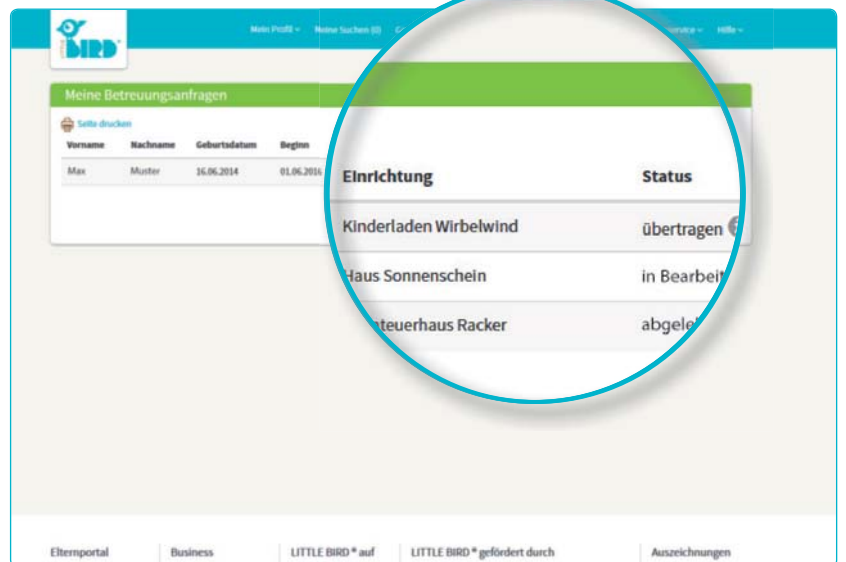 LITTLE BIRD
Mein Profil Meine Suchen (0) Hilfe
Meine Betreuungsanfragen
Seite drucken
Vorname Nachname Geburtsdatum Beginn
Max Muster 16.06.2014 01.06.2016
Einrichtung Status
Kinderladen Wirbelwind übertragen
Haus Sonnenschein in Bearbeit
teuerhaus Racker abgele
Elternportal Business LITTLE BIRD® auf LITTLE BIRD® gefördert durch Auszeichnungen